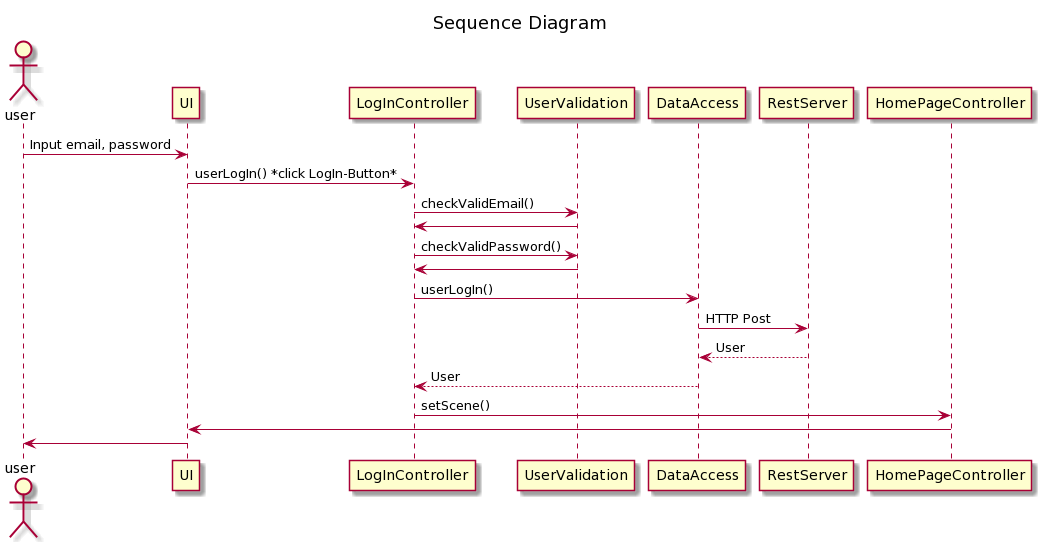 Sequence Diagram
user
UI
LogInController
UserValidation
DataAccess
RestServer
HomePageController
Input email, password
userLogIn() *click LogIn-Button*
checkValidEmail()
checkValidPassword()
userLogIn()
HTTP Post
User
User
setScene()
user
UI
LogInController
UserValidation
DataAccess
RestServer
HomePageController